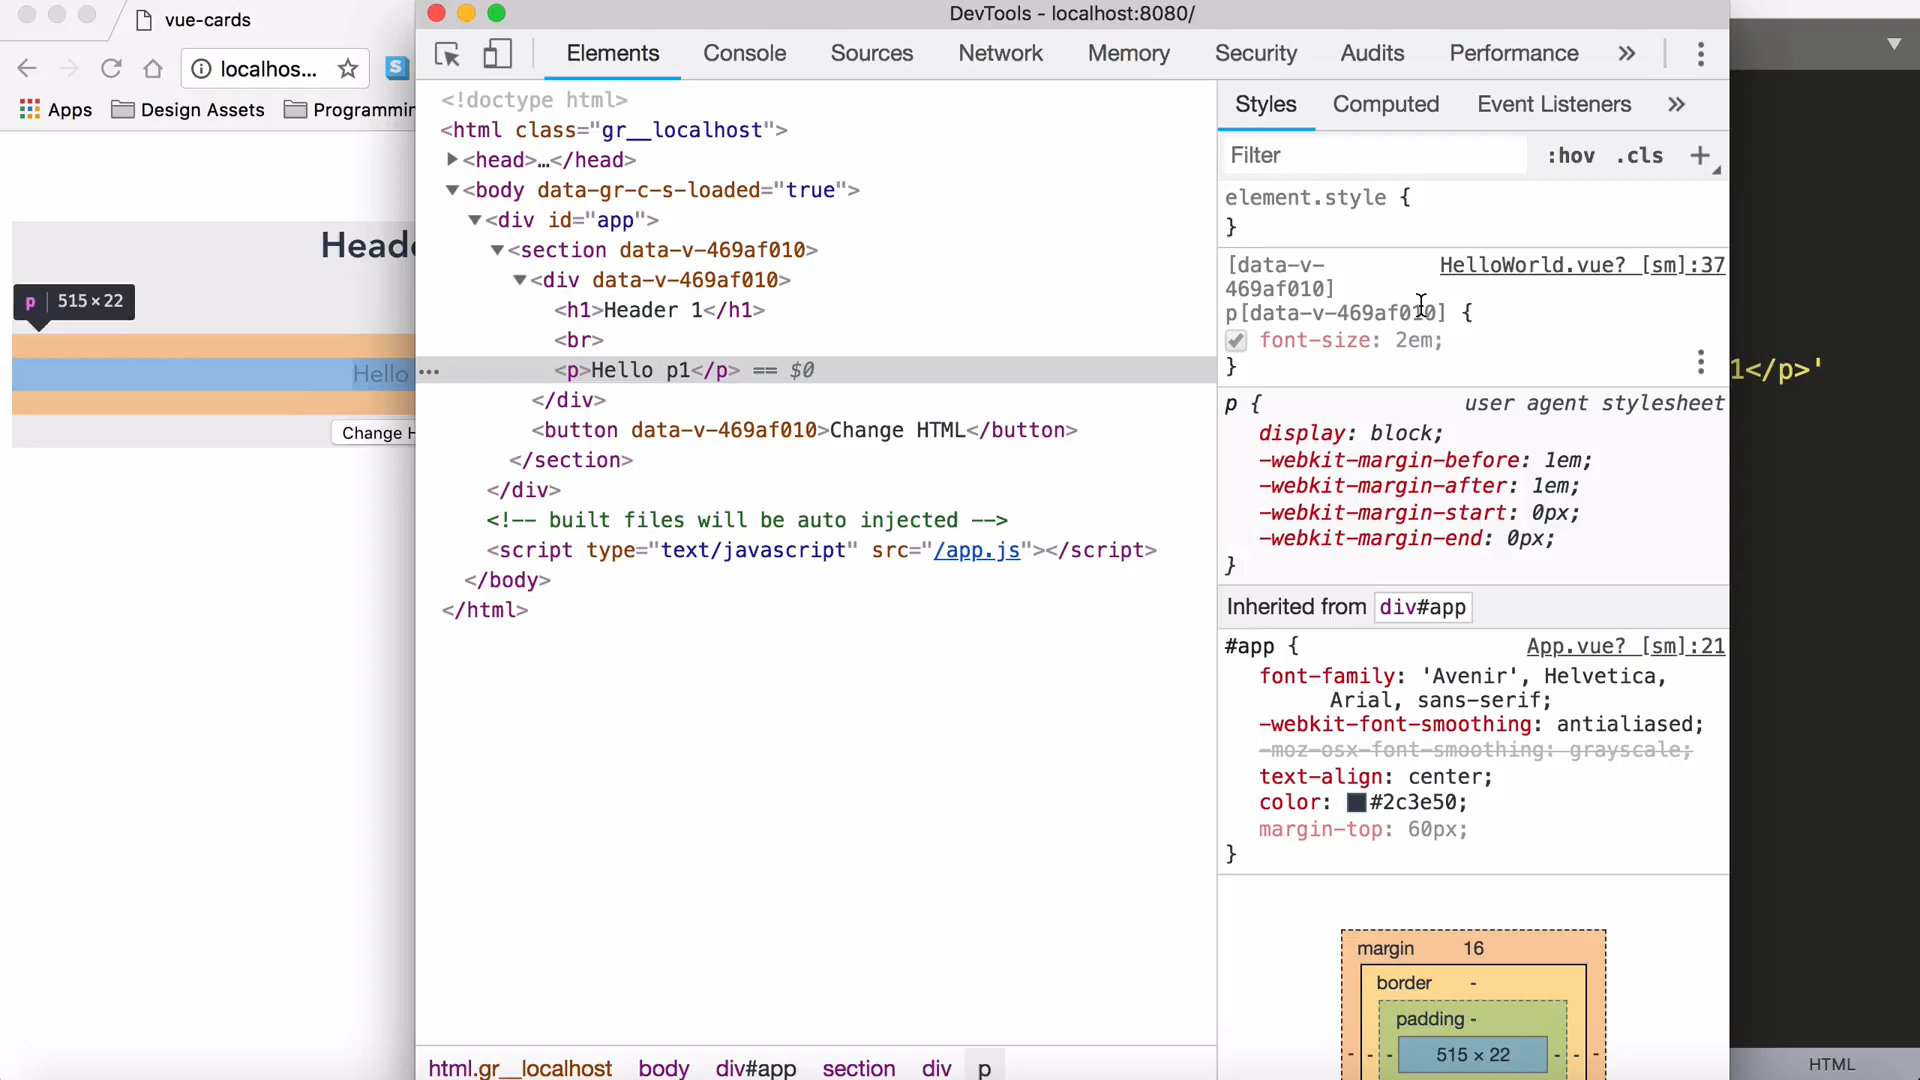 vue-cards
localhos...
S
Apps
Design Assets
Programmin
Heade
p
515 × 22
Hello
Change H
DevTools - localhost:8080/
Elements
Console
Sources
Network
Memory
Security
Audits
Performance
<!doctype html>
<html class="gr__localhost">
<head>…</head>
<body data-gr-c-s-loaded="true">
<div id="app">
<section data-v-469af010>
<div data-v-469af010>
<h1>Header 1</h1>
<br>
<p>Hello p1</p> == $0
</div>
<button data-v-469af010>Change HTML</button>
</section>
</div>
<!-- built files will be auto injected -->
<script type="text/javascript" src="/app.js"></script>
</body>
</html>
html.gr__localhost
body
div#app
section
div
p
Styles
Computed
Event Listeners
Filter
:hov
.cls
element.style {
}
[data-v-
HelloWorld.vue? [sm]:37
469af010]
p[data-v-469af010] {
font-size: 2em;
}
p {
user agent stylesheet
display: block;
-webkit-margin-before: 1em;
-webkit-margin-after: 1em;
-webkit-margin-start: 0px;
-webkit-margin-end: 0px;
}
Inherited from div#app
#app {
App.vue? [sm]:21
font-family: 'Avenir', Helvetica,
Arial, sans-serif;
-webkit-font-smoothing: antialiased;
-moz-osx-font-smoothing: grayscale;
text-align: center;
color: #2c3e50;
margin-top: 60px;
}
margin 16
border -
padding -
- - - 515 × 22 - - -
1</p>'
HTML